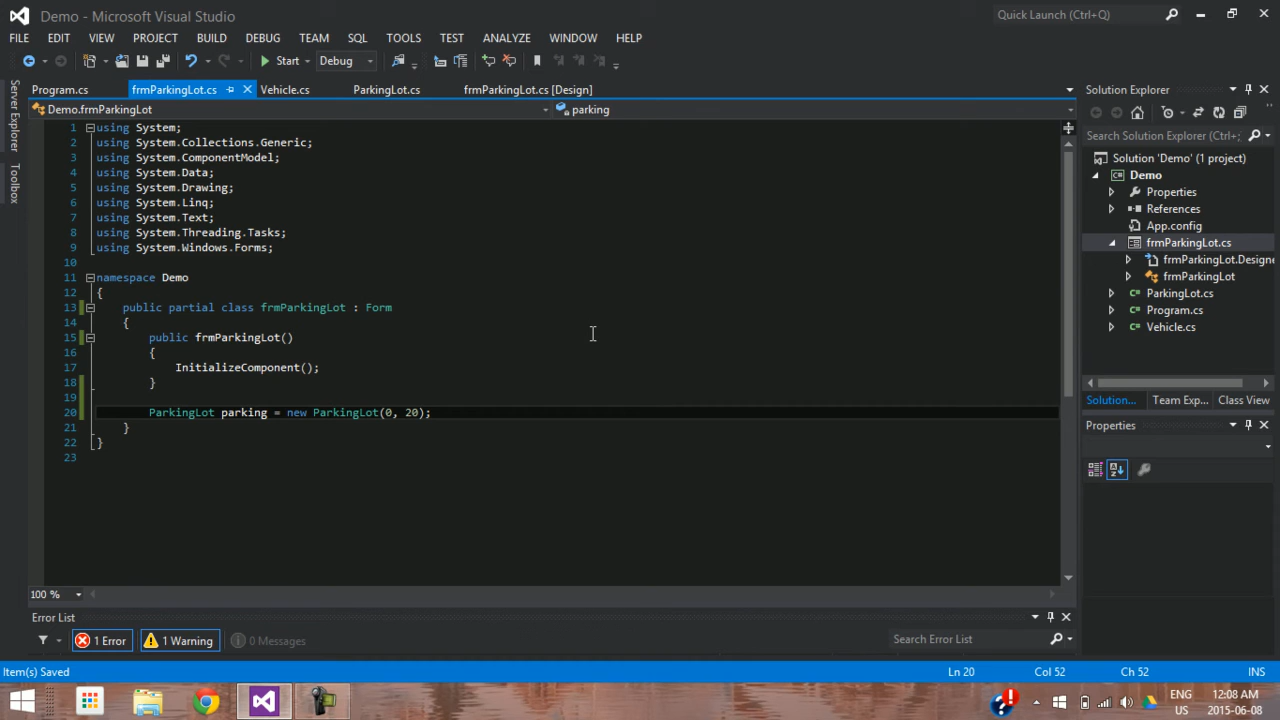 Demo - Microsoft Visual Studio
Quick Launch (Ctrl+Q)
FILE EDIT VIEW PROJECT BUILD DEBUG TEAM SQL TOOLS TEST ANALYZE WINDOW HELP
Start Debug
Server Explorer
Toolbox
Program.cs frmParkingLot.cs Vehicle.cs ParkingLot.cs frmParkingLot.cs [Design]
Demo.frmParkingLot parking
1 using System;
2 using System.Collections.Generic;
3 using System.ComponentModel;
4 using System.Data;
5 using System.Drawing;
6 using System.Linq;
7 using System.Text;
8 using System.Threading.Tasks;
9 using System.Windows.Forms;
10
11 namespace Demo
12 {
13 public partial class frmParkingLot : Form
14 {
15 public frmParkingLot()
16 {
17 InitializeComponent();
18 }
19
20 ParkingLot parking = new ParkingLot(0, 20);
21 }
22 }
23
100 %
Error List
1 Error 1 Warning 0 Messages
Search Error List
Solution Explorer
Search Solution Explorer (Ctrl+;
Solution 'Demo' (1 project)
Demo
Properties
References
App.config
frmParkingLot.cs
frmParkingLot.Designe
frmParkingLot
ParkingLot.cs
Program.cs
Vehicle.cs
Solution... Team Exp... Class View
Properties
Item(s) Saved Ln 20 Col 52 Ch 52 INS
ENG
US
12:08 AM
2015-06-08